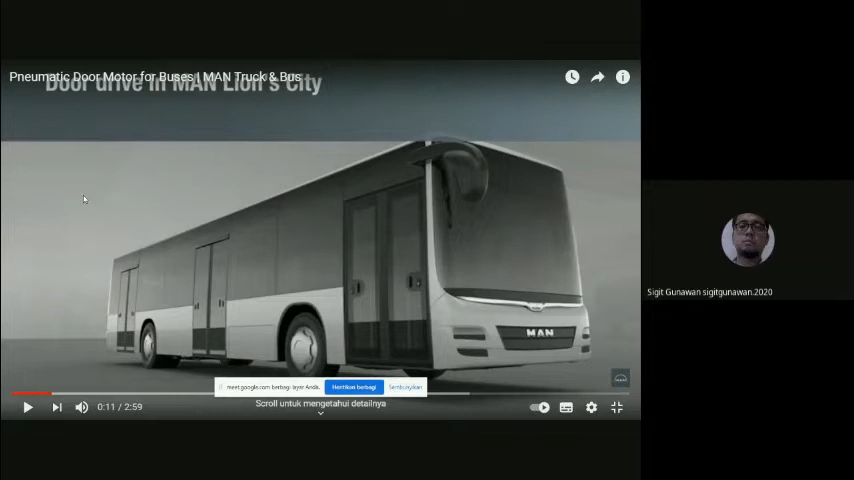 Pneumatic Door Motor for Buses | MAN Truck & Bus
Door drive in MAN Lion's City
MAN
Sigit Gunawan sigitgunawan.2020
meet.google.com berbagi layar Anda.
Hentikan berbagi
Sembunyikan
Scroll untuk mengetahui detailnya
0:11 / 2:59